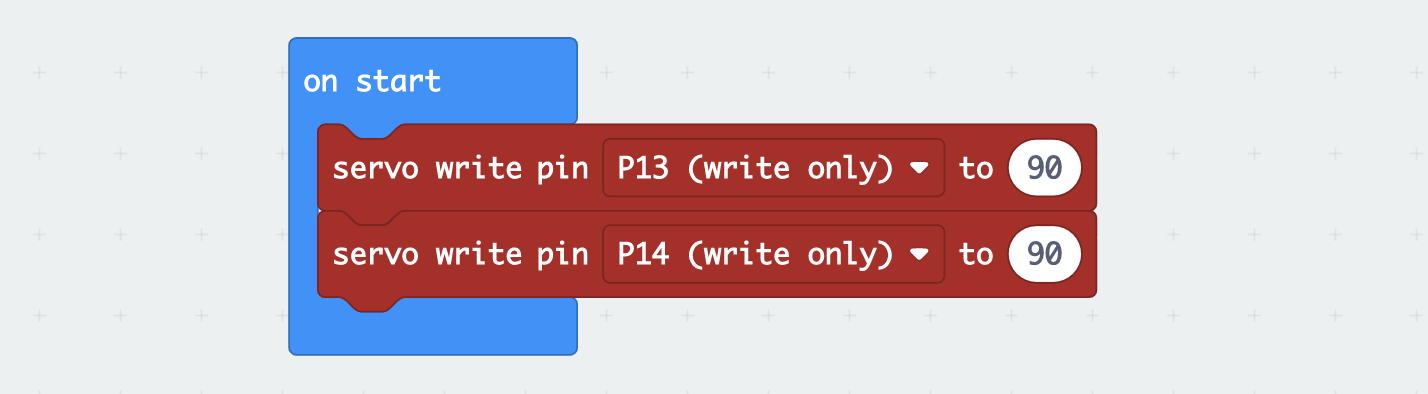 on start
servo write pin P13 (write only) to 90
servo write pin P14 (write only) to 90